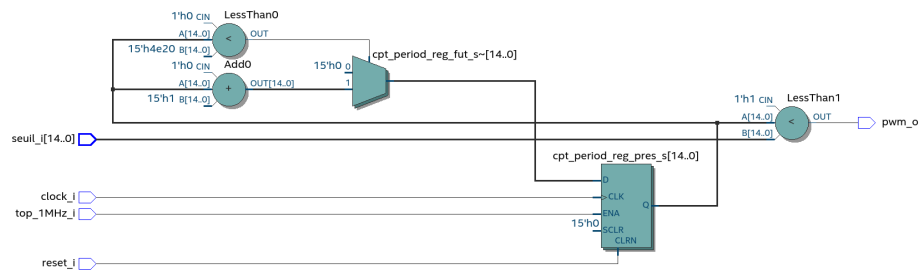 LessThan0
1'h0 CIN
A[14..0]
OUT
15'h4e20 B[14..0]
<
cpt_period_reg_fut_s~[14..0]
1'h0 CIN
Add0
15'h0 0
A[14..0]
OUT[14..0]
1
15'h1 B[14..0]
+
1'h1 CIN
LessThan1
A[14..0]
OUT
pwm_o
B[14..0]
<
seuil_i[14..0]
cpt_period_reg_pres_s[14..0]
D
clock_i
>CLK
Q
top_1MHz_i
ENA
15'h0
SCLR
CLRN
reset_i